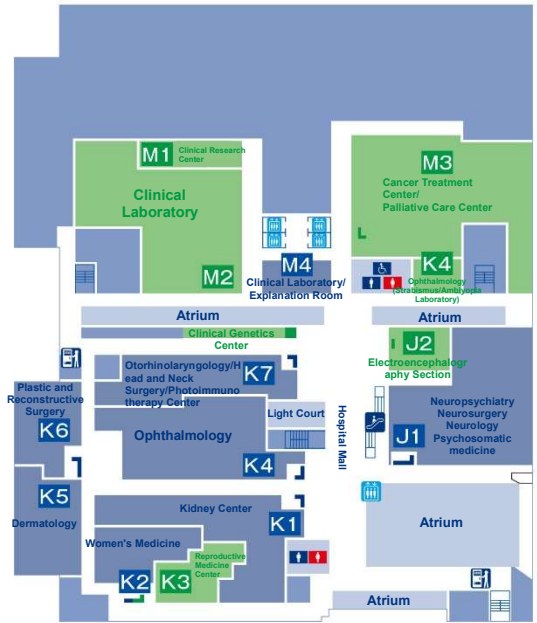 M1
Clinical Research
Center
Clinical
Laboratory
M2
M3
Cancer Treatment
Center/
Palliative Care Center
K4
Ophthalmology
(Strabismus/Amblyopia
Laboratory)
M4
Clinical Laboratory/
Explanation Room
Atrium
Atrium
Clinical Genetics
Center
J2
Electroencephalogr
aphy Section
Otorhinolaryngology/H
ead and Neck
Surgery/Photoimmuno
therapy Center
K7
Plastic and
Reconstructive
Surgery
K6
Ophthalmology
K4
Light Court
Hospital Mall
Neuropsychiatry
Neurosurgery
Neurology
Psychosomatic
medicine
J1
K5
Dermatology
Kidney Center
K1
Women's Medicine
K2
Reproductive
Medicine
Center
K3
Atrium
Atrium